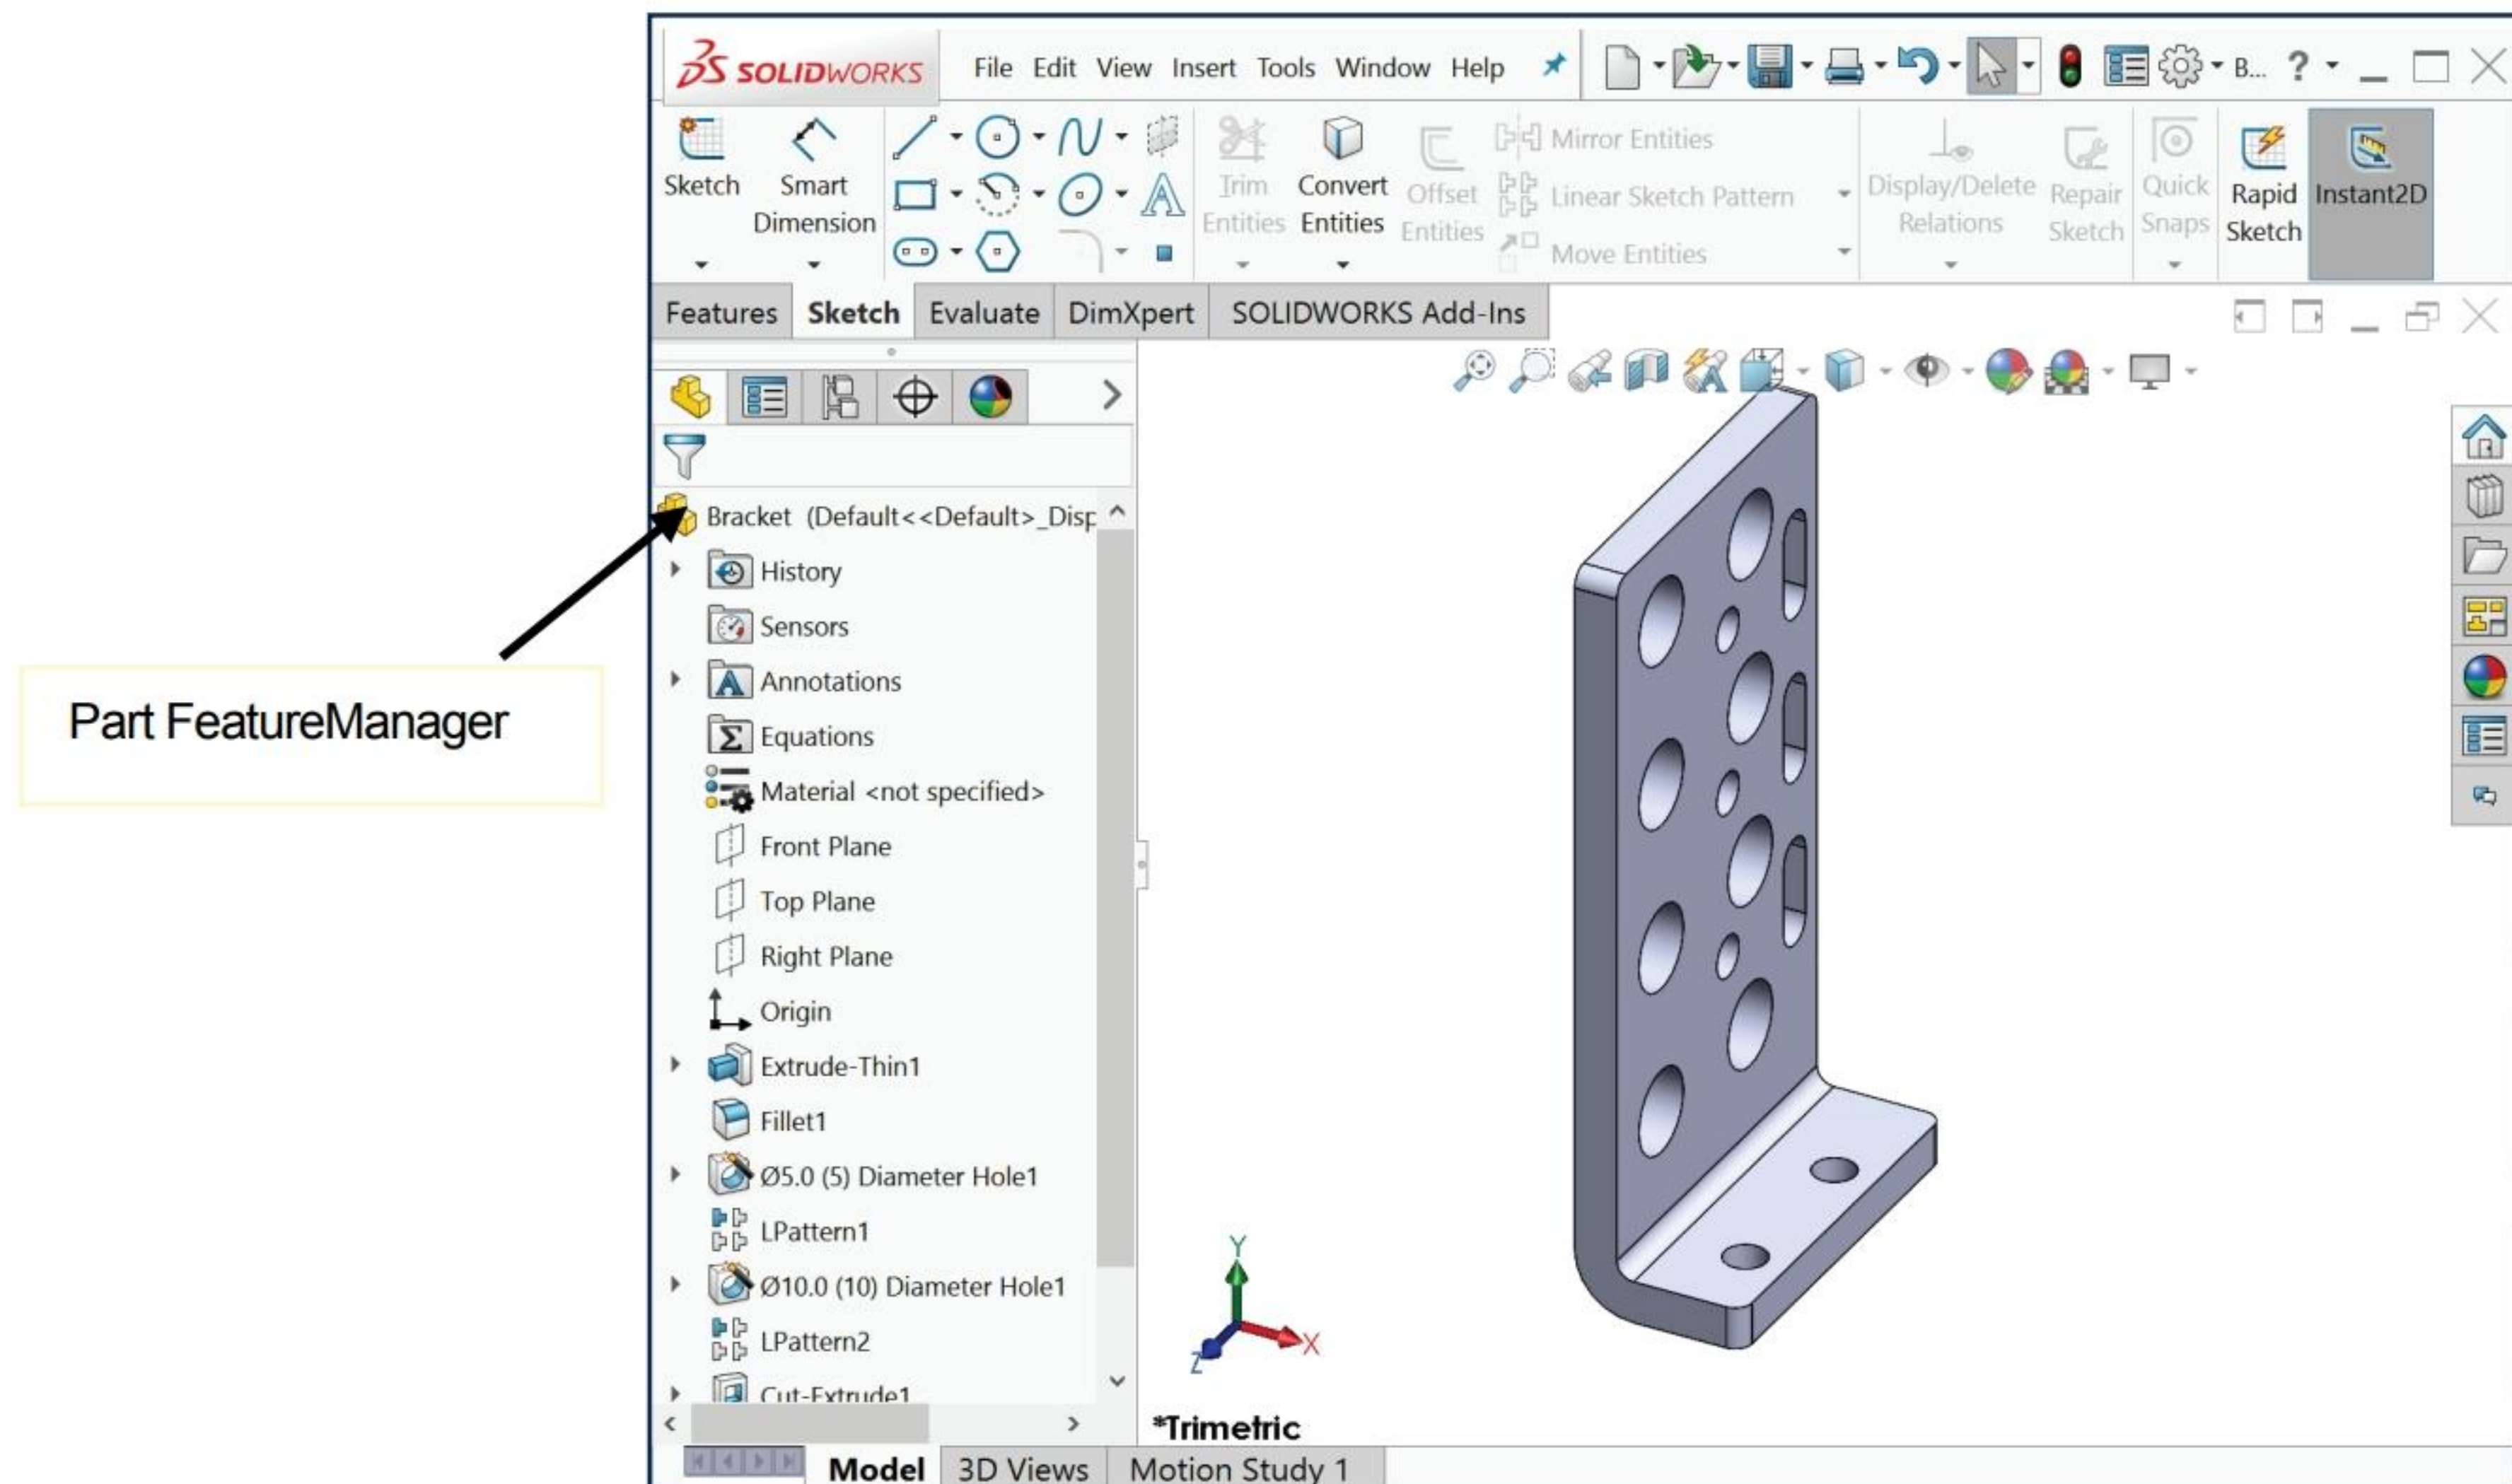 SOLIDWORKS
File Edit View Insert Tools Window Help
B... ?
Sketch
Smart
Dimension
Trim
Entities
Convert
Entities
Offset
Entities
Mirror Entities
Linear Sketch Pattern
Move Entities
Display/Delete
Relations
Repair
Sketch
Quick
Snaps
Rapid
Sketch
Instant2D
Features Sketch Evaluate DimXpert SOLIDWORKS Add-Ins
Bracket (Default<<Default>_Disp
History
Sensors
Annotations
Equations
Material <not specified>
Front Plane
Top Plane
Right Plane
Origin
Extrude-Thin1
Fillet1
Ø5.0 (5) Diameter Hole1
LPattern1
Ø10.0 (10) Diameter Hole1
LPattern2
Cut-Extrude1
Part FeatureManager
Y
X
Z
*Trimetric
Model 3D Views Motion Study 1